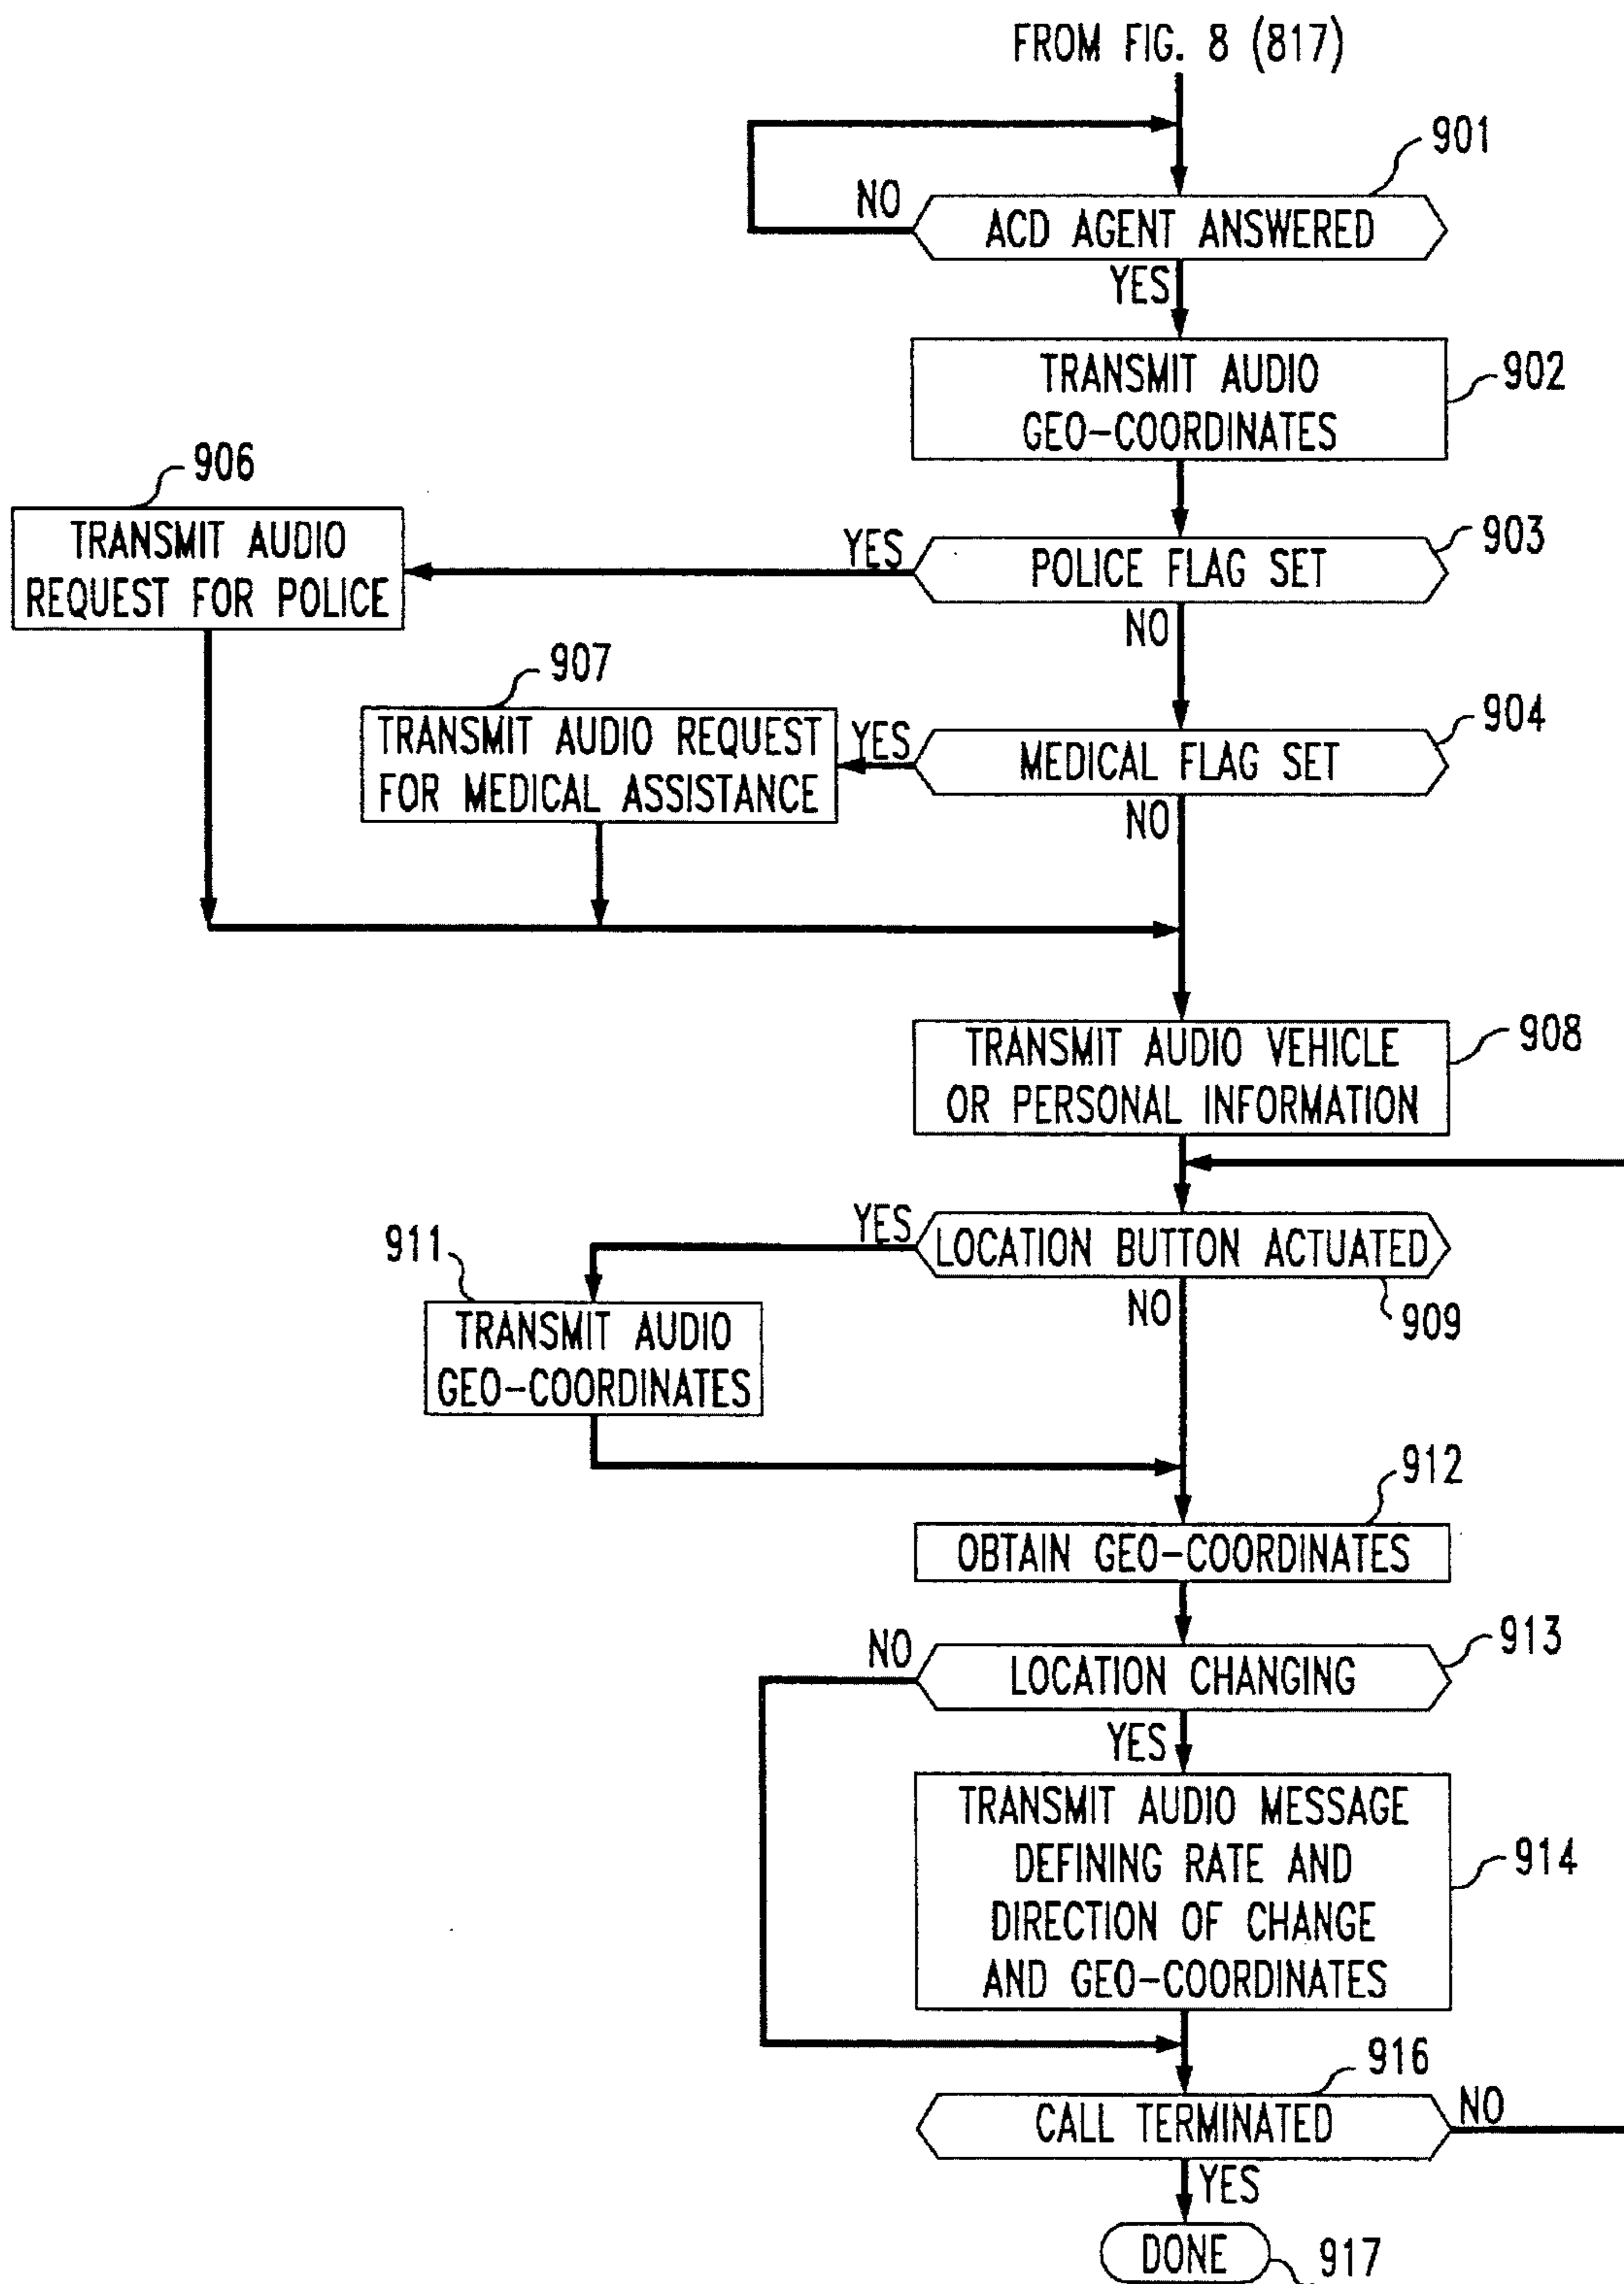 FROM FIG. 8 (817)
901
NO
ACD AGENT ANSWERED
YES
TRANSMIT AUDIO
GEO-COORDINATES
902
906
TRANSMIT AUDIO
REQUEST FOR POLICE
YES
POLICE FLAG SET
903
NO
907
TRANSMIT AUDIO REQUEST
FOR MEDICAL ASSISTANCE
YES
MEDICAL FLAG SET
904
NO
TRANSMIT AUDIO VEHICLE
OR PERSONAL INFORMATION
908
YES
LOCATION BUTTON ACTUATED
909
NO
911
TRANSMIT AUDIO
GEO-COORDINATES
912
OBTAIN GEO-COORDINATES
NO
LOCATION CHANGING
913
YES
TRANSMIT AUDIO MESSAGE
DEFINING RATE AND
DIRECTION OF CHANGE
AND GEO-COORDINATES
914
916
CALL TERMINATED
NO
YES
DONE
917